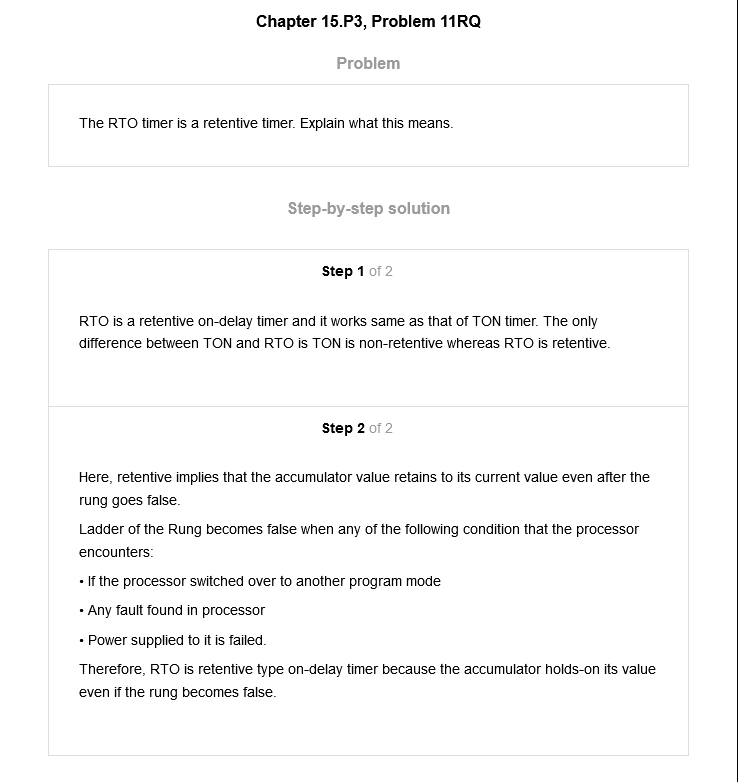 Chapter 15.P3, Problem 11RQ
Problem
The RTO timer is a retentive timer. Explain what this means.
Step-by-step solution
Step 1 of 2
RTO is a retentive on-delay timer and it works same as that of TON timer. The only
difference between TON and RTO is TON is non-retentive whereas RTO is retentive.
Step 2 of 2
Here, retentive implies that the accumulator value retains to its current value even after the
rung goes false.
Ladder of the Rung becomes false when any of the following condition that the processor
encounters:
• If the processor switched over to another program mode
• Any fault found in processor
• Power supplied to it is failed.
Therefore, RTO is retentive type on-delay timer because the accumulator holds-on its value
even if the rung becomes false.